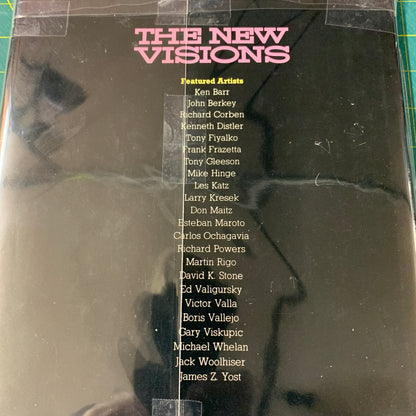 THE NEW
VISIONS
Featured Artists
Ken Barr
John Berkey
Richard Corben
Kenneth Distler
Tony Fiyalko
Frank Frazetta
Tony Gleeson
Mike Hinge
Les Katz
Larry Kresek
Don Maitz
Esteban Maroto
Carlos Ochagavia
Richard Powers
Martin Rigo
David K. Stone
Ed Valigursky
Victor Valla
Boris Vallejo
Gary Viskupic
Michael Whelan
Jack Woolhiser
James Z. Yost